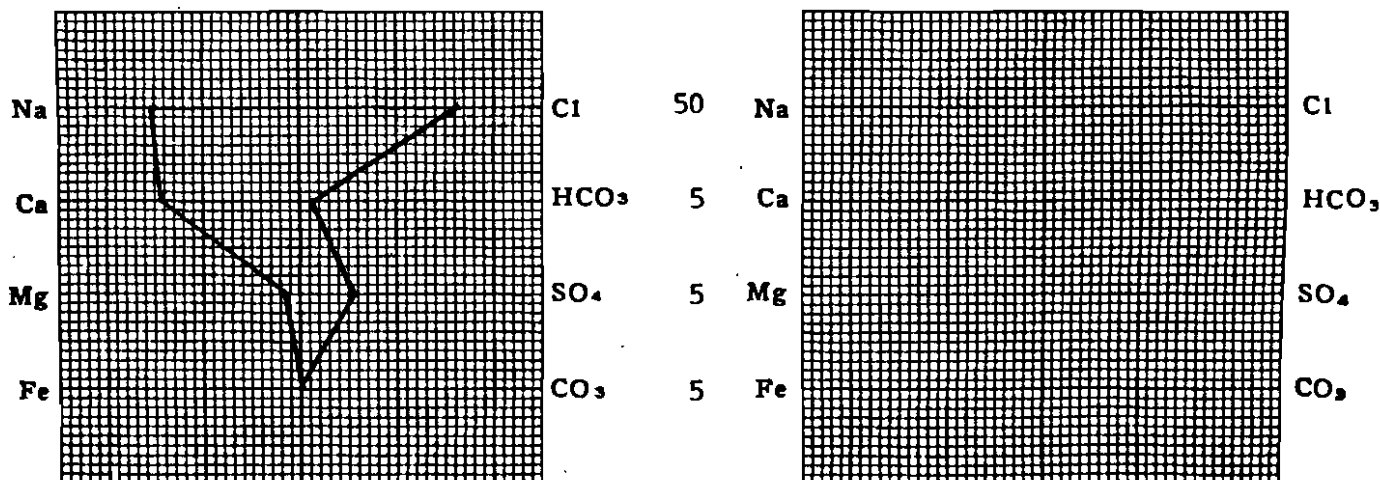 Na Cl 50 Na Cl
Ca HCO₃ 5 Ca HCO₃
Mg SO₄ 5 Mg SO₄
Fe CO₃ 5 Fe CO₃